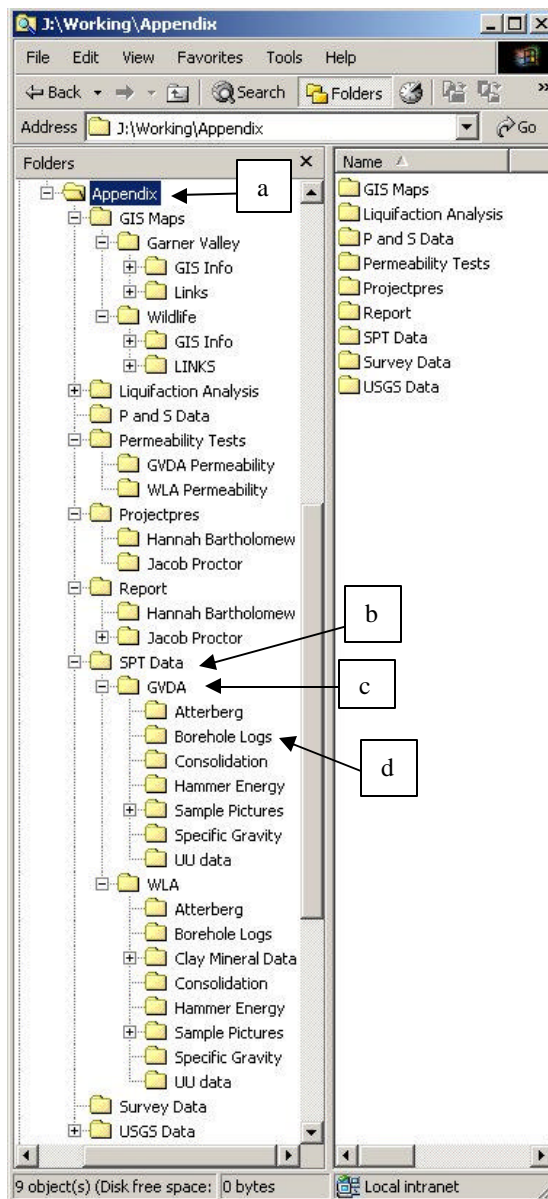 J:\Working\Appendix
File Edit View Favorites Tools Help
Back Search Folders »
Address J:\Working\Appendix Go
Folders × Name
Appendix a
GIS Maps
Garner Valley
GIS Info
Links
Wildlife
GIS Info
LINKS
Liquifaction Analysis
P and S Data
Permeability Tests
GVDA Permeability
WLA Permeability
Projectpres
Hannah Bartholomew
Jacob Proctor
Report
Hannah Bartholomew
Jacob Proctor
b
SPT Data
GVDA c
Atterberg
Borehole Logs
d
Consolidation
Hammer Energy
Sample Pictures
Specific Gravity
UU data
WLA
Atterberg
Borehole Logs
Clay Mineral Data
Consolidation
Hammer Energy
Sample Pictures
Specific Gravity
UU data
Survey Data
USGS Data
GIS Maps
Liquifaction Analysis
P and S Data
Permeability Tests
Projectpres
Report
SPT Data
Survey Data
USGS Data
9 object(s) (Disk free space: 0 bytes Local intranet